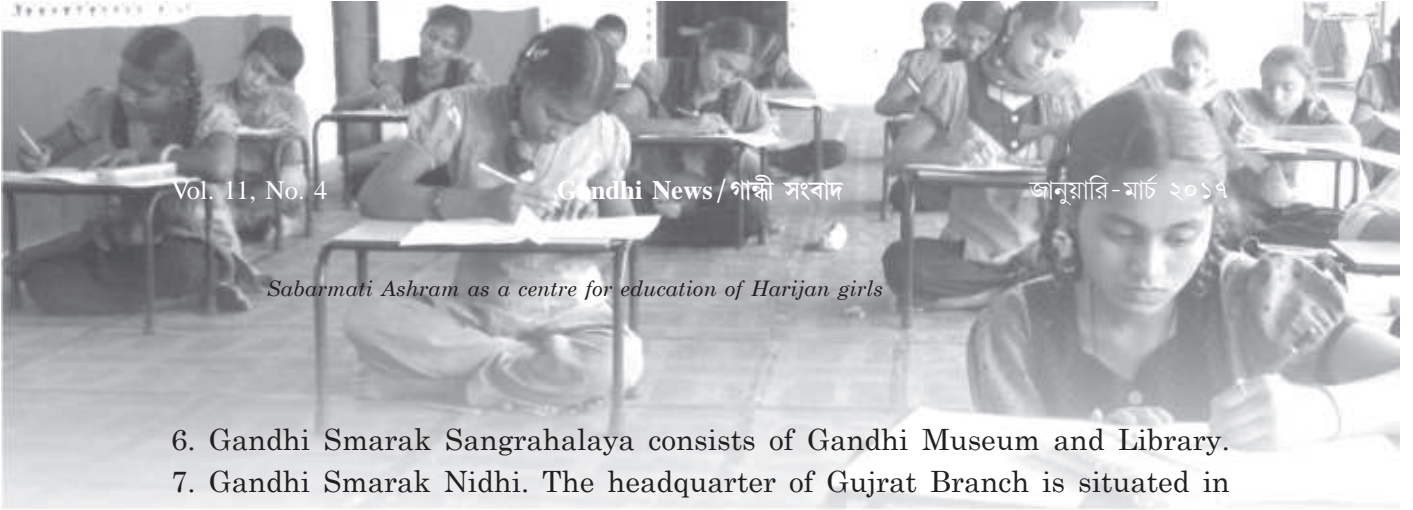 Vol. 11, No. 4 Gandhi News/গান্ধী সংবাদ জানুয়ারি-মার্চ ২০১৭
Sabarmati Ashram as a centre for education of Harijan girls
6. Gandhi Smarak Sangrahalaya consists of Gandhi Museum and Library.
7. Gandhi Smarak Nidhi. The headquarter of Gujrat Branch is situated in